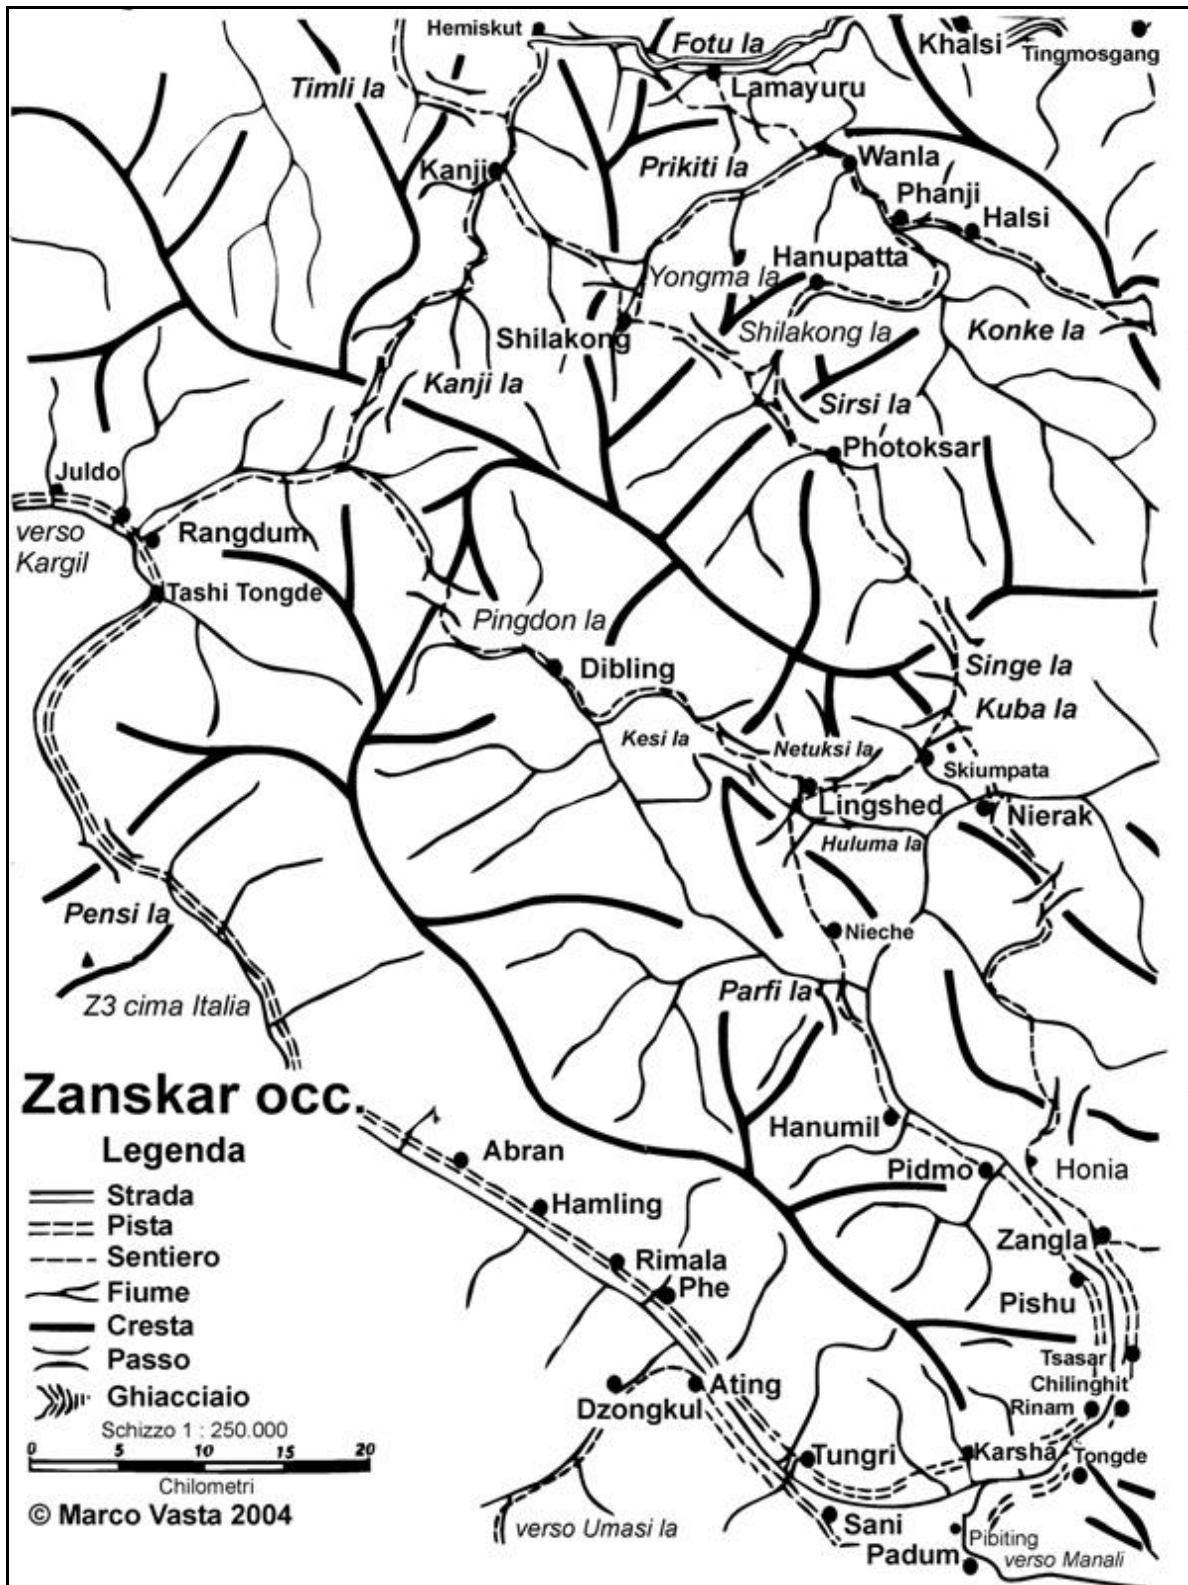 Hemiskut
Fotu la
Khalsi
Tingmosgang
Timli la
Lamayuru
Kanji
Prikiti la
Wanla
Phanji
Halsi
Yongma la
Hanupatta
Shilakong
Shilakong la
Konke la
Kanji la
Sirsi la
Photoksar
Juldo
verso
Kargil
Rangdum
Tashi Tongde
Pingdon la
Dibling
Singe la
Kuba la
Kesi la
Netuksi la
Skiumpata
Lingshed
Nierak
Huluma la
Pensi la
Nieche
Z3 cima Italia
Parfi la
Zanskar occ.
Hanumil
Pidmo
Honia
Legenda
Strada
Pista
Sentiero
Fiume
Cresta
Passo
Ghiacciaio
Schizzo 1 : 250.000
0 5 10 15 20
Chilometri
© Marco Vasta 2004
Abran
Hamling
Rimala
Phe
Zangla
Pishu
Tsasar
Chilinghit
Rinam
Ating
Dzongkul
Tungri
Karsha
Tongde
verso Umasi la
Sani
Padum
Pibiting
verso Manali